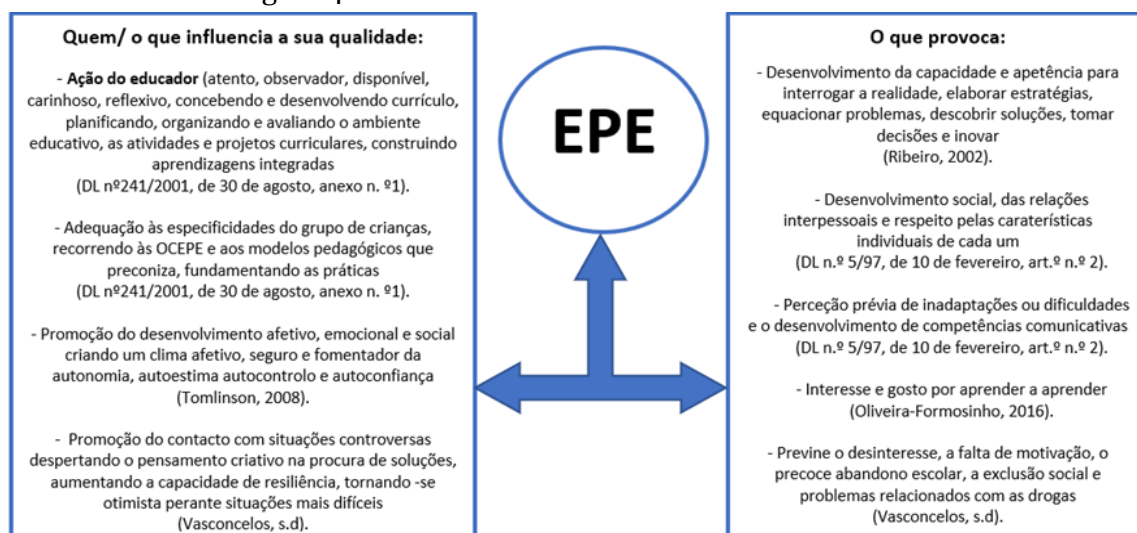 Quem/ o que influencia a sua qualidade:
- Ação do educador (atento, observador, disponível,
carinhoso, reflexivo, concebendo e desenvolvendo currículo,
planificando, organizando e avaliando o ambiente
educativo, as atividades e projetos curriculares, construindo
aprendizagens integradas
(DL nº241/2001, de 30 de agosto, anexo n. º1).
- Adequação às especificidades do grupo de crianças,
recorrendo às OCEPE e aos modelos pedagógicos que
preconiza, fundamentando as práticas
(DL nº241/2001, de 30 de agosto, anexo n. º1).
- Promoção do desenvolvimento afetivo, emocional e social
criando um clima afetivo, seguro e fomentador da
autonomia, autoestima autocontrolo e autoconfiança
(Tomlinson, 2008).
- Promoção do contacto com situações controversas
despertando o pensamento criativo na procura de soluções,
aumentando a capacidade de resiliência, tornando -se
otimista perante situações mais difíceis
(Vasconcelos, s.d).
EPE
O que provoca:
- Desenvolvimento da capacidade e apetência para
interrogar a realidade, elaborar estratégias,
equacionar problemas, descobrir soluções, tomar
decisões e inovar
(Ribeiro, 2002).
- Desenvolvimento social, das relações
interpessoais e respeito pelas caraterísticas
individuais de cada um
(DL n.º 5/97, de 10 de fevereiro, art.º n.º 2).
- Perceção prévia de inadaptações ou dificuldades
e o desenvolvimento de competências comunicativas
(DL n.º 5/97, de 10 de fevereiro, art.º n.º 2).
- Interesse e gosto por aprender a aprender
(Oliveira-Formosinho, 2016).
- Previne o desinteresse, a falta de motivação, o
precoce abandono escolar, a exclusão social e
problemas relacionados com as drogas
(Vasconcelos, s.d).